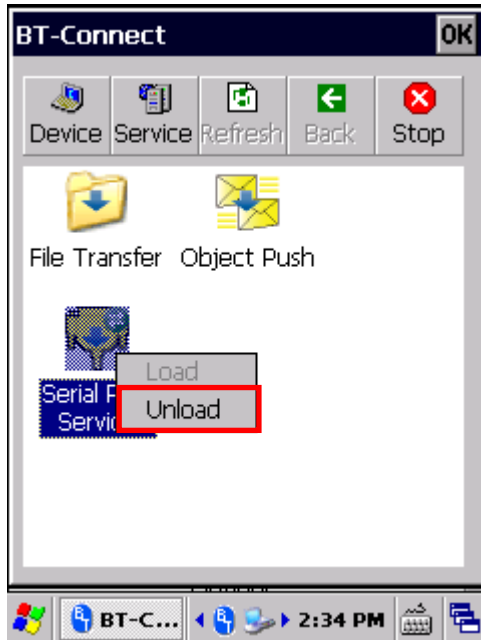 BT-Connect OK
Device Service Refresh Back Stop
File Transfer Object Push
Load
Serial
Unload
BT-C... 2:34 PM